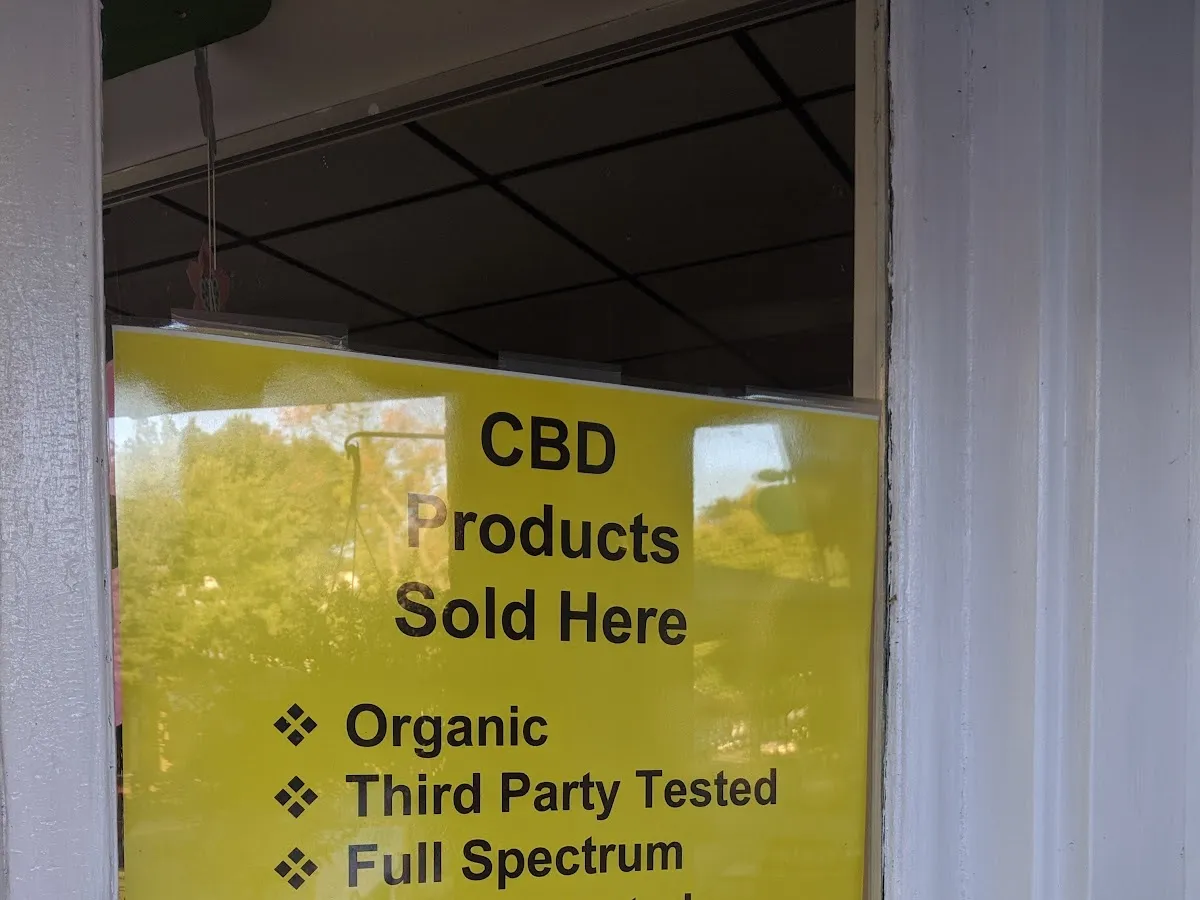 CBD
Products
Sold Here
❖ Organic
❖ Third Party Tested
❖ Full Spectrum